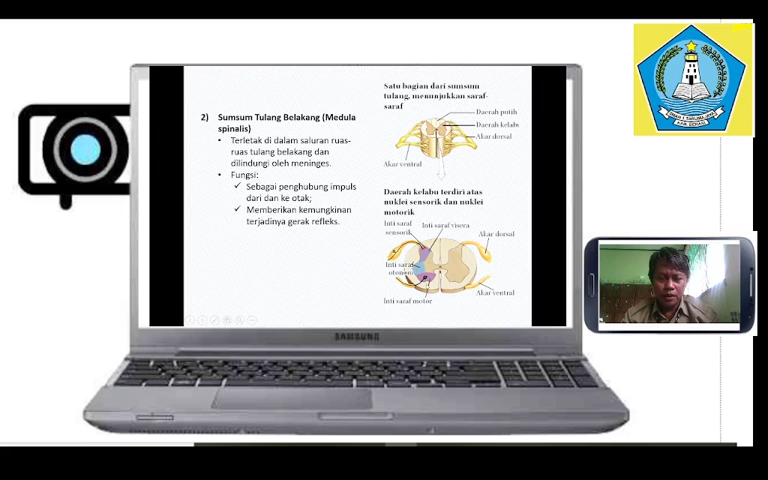 2) Sumsum Tulang Belakang (Medula
spinalis)
• Terletak di dalam saluran ruas-
ruas tulang belakang dan
dilindungi oleh meninges.
• Fungsi:
✓ Sebagai penghubung impuls
dari dan ke otak;
✓ Memberikan kemungkinan
terjadinya gerak refleks.
Satu bagian dari sumsum
tulang, menunjukkan saraf-
saraf
Daerah putih
Daerah kelabu
Akar dorsal
Akar ventral
Daerah kelabu terdiri atas
nuklei sensorik dan nuklei
motorik
Inti saraf
sensorik
Inti saraf viscera
Akar dorsal
Inti saraf
otonom
Akar ventral
Inti saraf motor
SAMSUNG